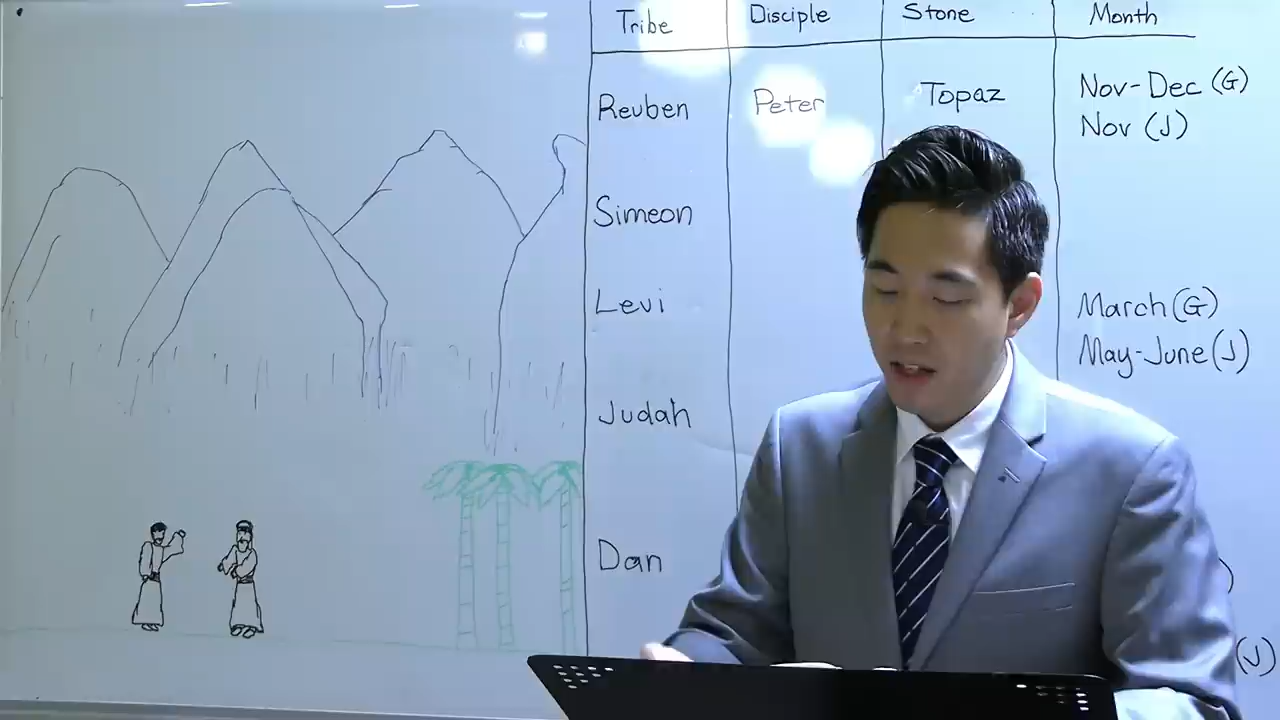 Tribe Disciple Stone Month
Reuben Peter Topaz Nov-Dec (G)
Nov (J)
Simeon
Levi March (G)
May-June (J)
Judah
Dan )
(J)